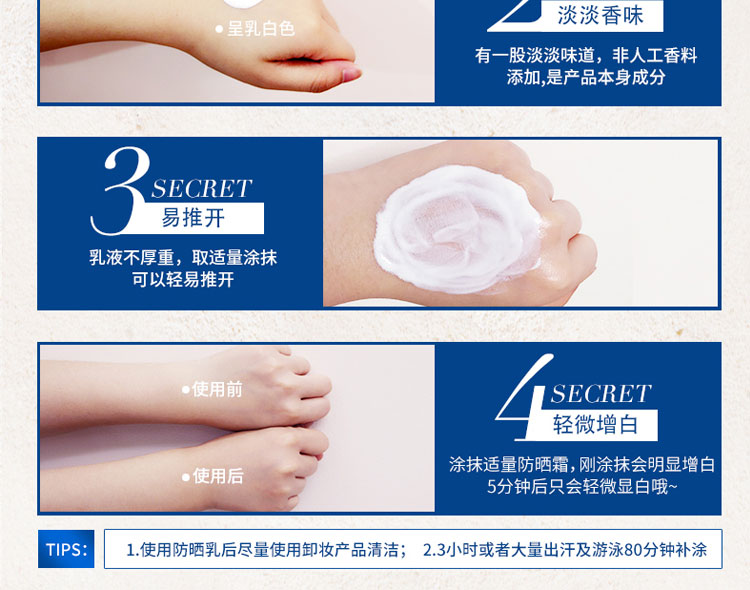 呈乳白色
2
淡淡香味
有一股淡淡味道，非人工香料
添加,是产品本身成分
3 SECRET
易推开
乳液不厚重，取适量涂抹
可以轻易推开
使用前
使用后
4 SECRET
轻微增白
涂抹适量防晒霜,刚涂抹会明显增白
5分钟后只会轻微显白哦~
TIPS：
1.使用防晒乳后尽量使用卸妆产品清洁； 2.3小时或者大量出汗及游泳80分钟补涂